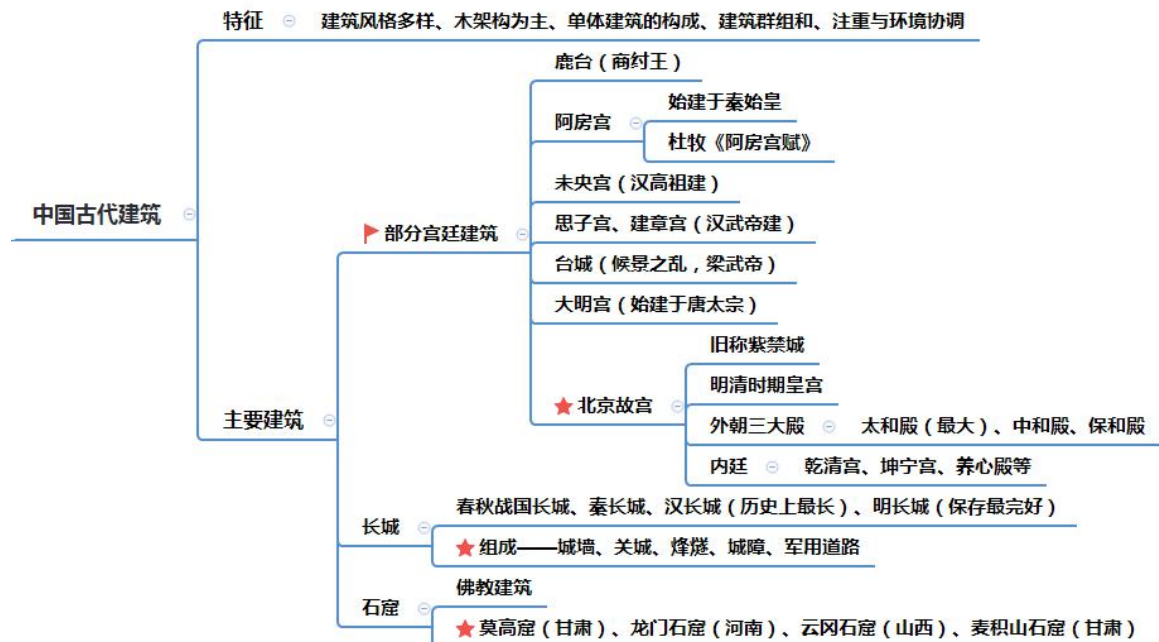 特征
建筑风格多样、木架构为主、单体建筑的构成、建筑群组和、注重与环境协调
鹿台（商纣王）
阿房宫
始建于秦始皇
杜牧《阿房宫赋》
中国古代建筑
未央宫（汉高祖建）
部分宫廷建筑
思子宫、建章宫（汉武帝建）
台城（候景之乱，梁武帝）
大明宫（始建于唐太宗）
旧称紫禁城
明清时期皇宫
北京故宫
主要建筑
外朝三大殿
太和殿（最大）、中和殿、保和殿
内廷
乾清宫、坤宁宫、养心殿等
春秋战国长城、秦长城、汉长城（历史上最长）、明长城（保存最完好）
长城
组成——城墙、关城、烽燧、城障、军用道路
佛教建筑
石窟
莫高窟（甘肃）、龙门石窟（河南）、云冈石窟（山西）、麦积山石窟（甘肃）